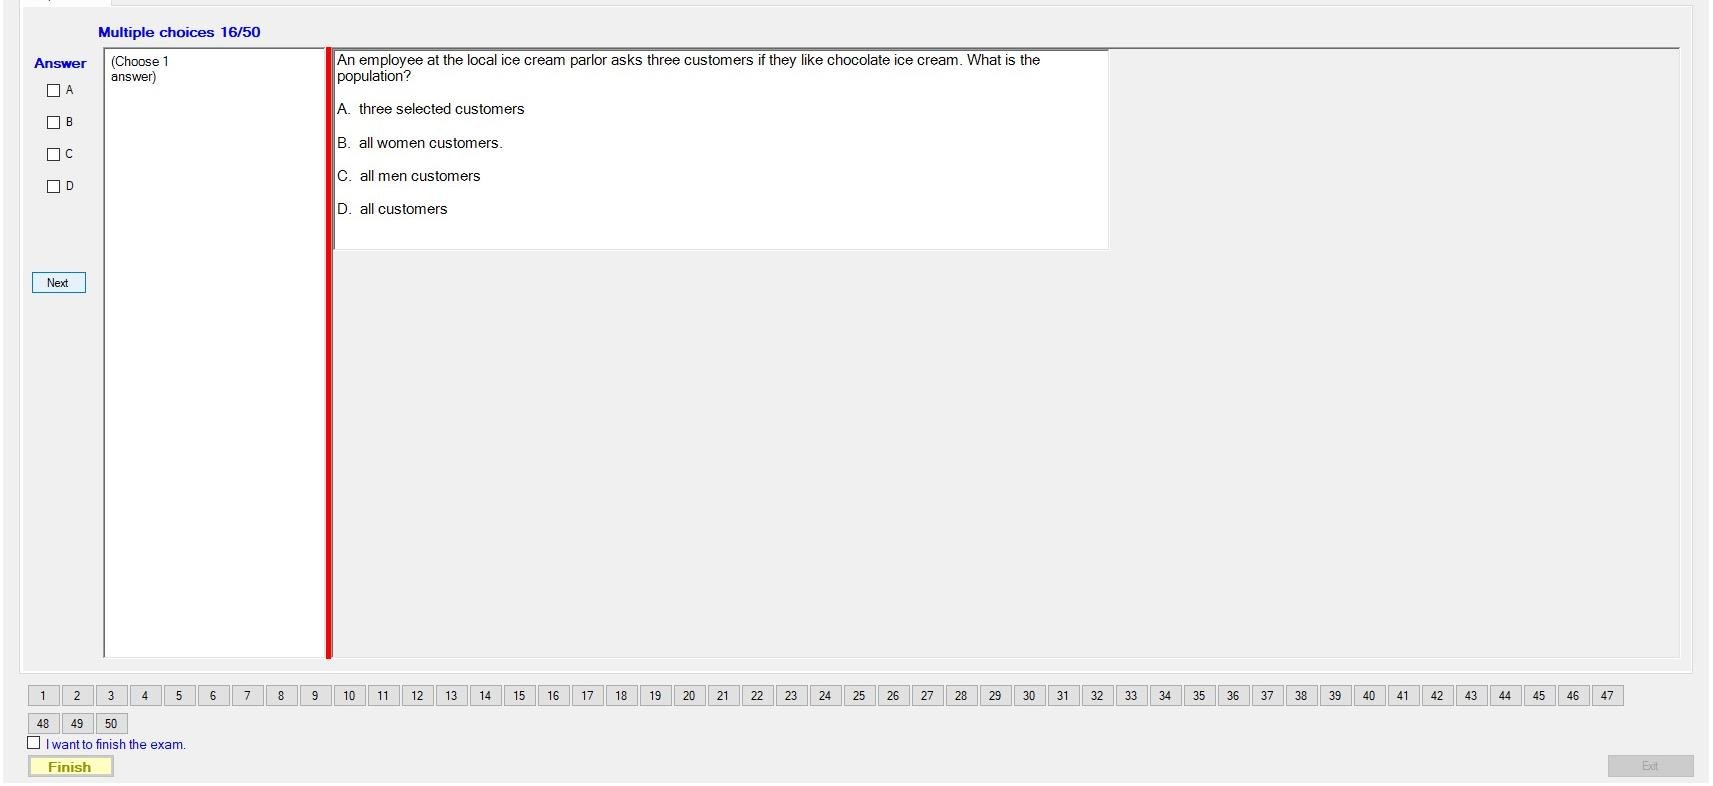 Multiple choices 16/50
Answer
A
B
C
D
Next
(Choose 1
answer)
An employee at the local ice cream parlor asks three customers if they like chocolate ice cream. What is the
population?
A. three selected customers
B. all women customers.
C. all men customers
D. all customers
1 2 3 4 5 6 7 8 9 10 11 12 13 14 15 16 17 18 19 20 21 22 23 24 25 26 27 28 29 30 31 32 33 34 35 36 37 38 39 40 41 42 43 44 45 46 47
48 49 50
I want to finish the exam.
Finish
Exit